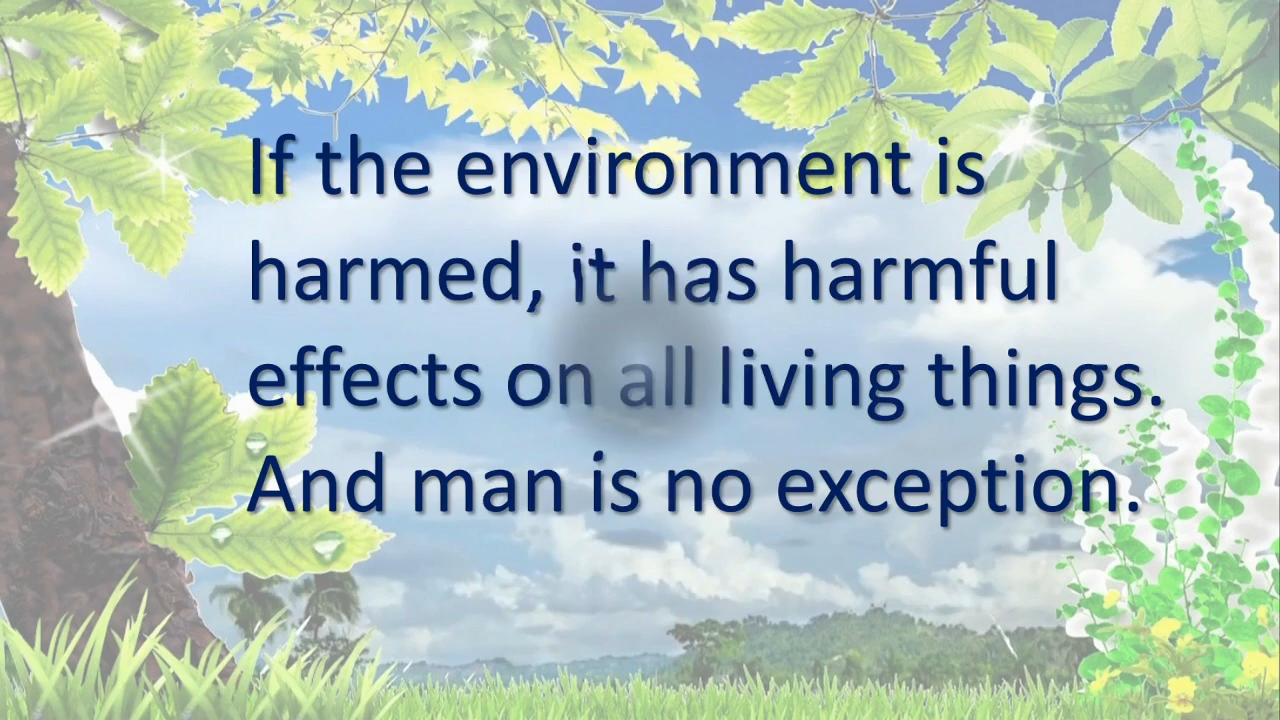 If the environment is
harmed, it has harmful
effects on all living things.
And man is no exception.